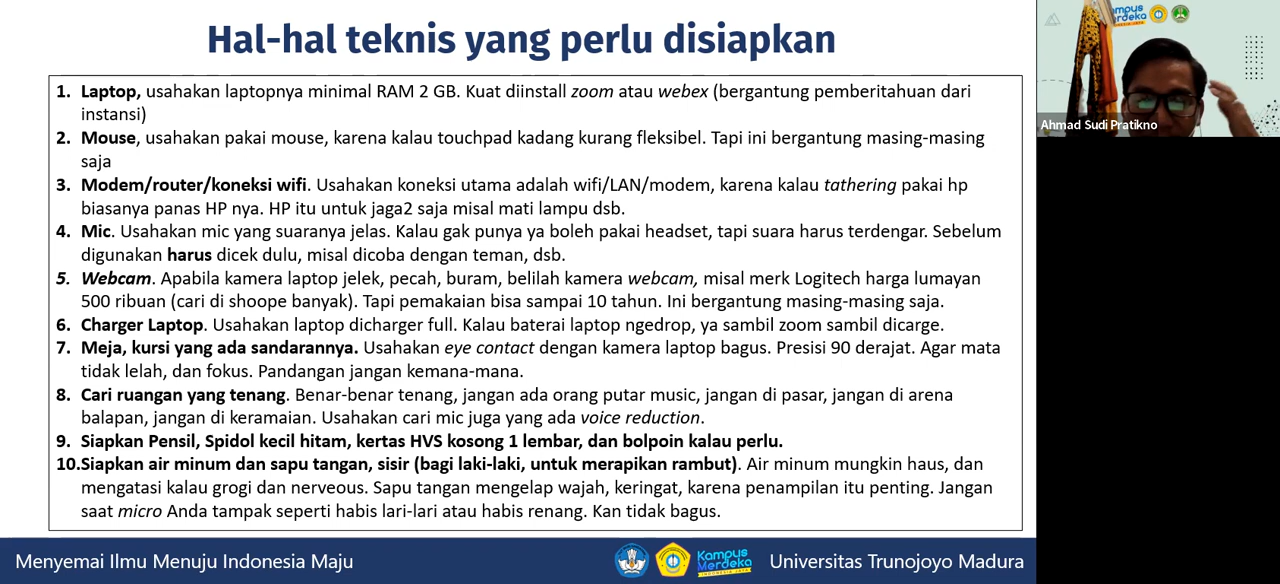 Hal-hal teknis yang perlu disiapkan
1. Laptop, usahakan laptopnya minimal RAM 2 GB. Kuat diinstall zoom atau webex (bergantung pemberitahuan dari
instansi)
2. Mouse, usahakan pakai mouse, karena kalau touchpad kadang kurang fleksibel. Tapi ini bergantung masing-masing
saja
3. Modem/router/koneksi wifi. Usahakan koneksi utama adalah wifi/LAN/modem, karena kalau tathering pakai hp
biasanya panas HP nya. HP itu untuk jaga2 saja misal mati lampu dsb.
4. Mic. Usahakan mic yang suaranya jelas. Kalau gak punya ya boleh pakai headset, tapi suara harus terdengar. Sebelum
digunakan harus dicek dulu, misal dicoba dengan teman, dsb.
5. Webcam. Apabila kamera laptop jelek, pecah, buram, belilah kamera webcam, misal merk Logitech harga lumayan
500 ribuan (cari di shoope banyak). Tapi pemakaian bisa sampai 10 tahun. Ini bergantung masing-masing saja.
6. Charger Laptop. Usahakan laptop dicharger full. Kalau baterai laptop ngedrop, ya sambil zoom sambil dicarge.
7. Meja, kursi yang ada sandarannya. Usahakan eye contact dengan kamera laptop bagus. Presisi 90 derajat. Agar mata
tidak lelah, dan fokus. Pandangan jangan kemana-mana.
8. Cari ruangan yang tenang. Benar-benar tenang, jangan ada orang putar music, jangan di pasar, jangan di arena
balapan, jangan di keramaian. Usahakan cari mic juga yang ada voice reduction.
9. Siapkan Pensil, Spidol kecil hitam, kertas HVS kosong 1 lembar, dan bolpoin kalau perlu.
10.Siapkan air minum dan sapu tangan, sisir (bagi laki-laki, untuk merapikan rambut). Air minum mungkin haus, dan
mengatasi kalau grogi dan nerveous. Sapu tangan mengelap wajah, keringat, karena penampilan itu penting. Jangan
saat micro Anda tampak seperti habis lari-lari atau habis renang. Kan tidak bagus.
Menyemai Ilmu Menuju Indonesia Maju
Kampus
Merdeka
INDONESIA JAYA
Universitas Trunojoyo Madura
Ahmad Sudi Pratikno